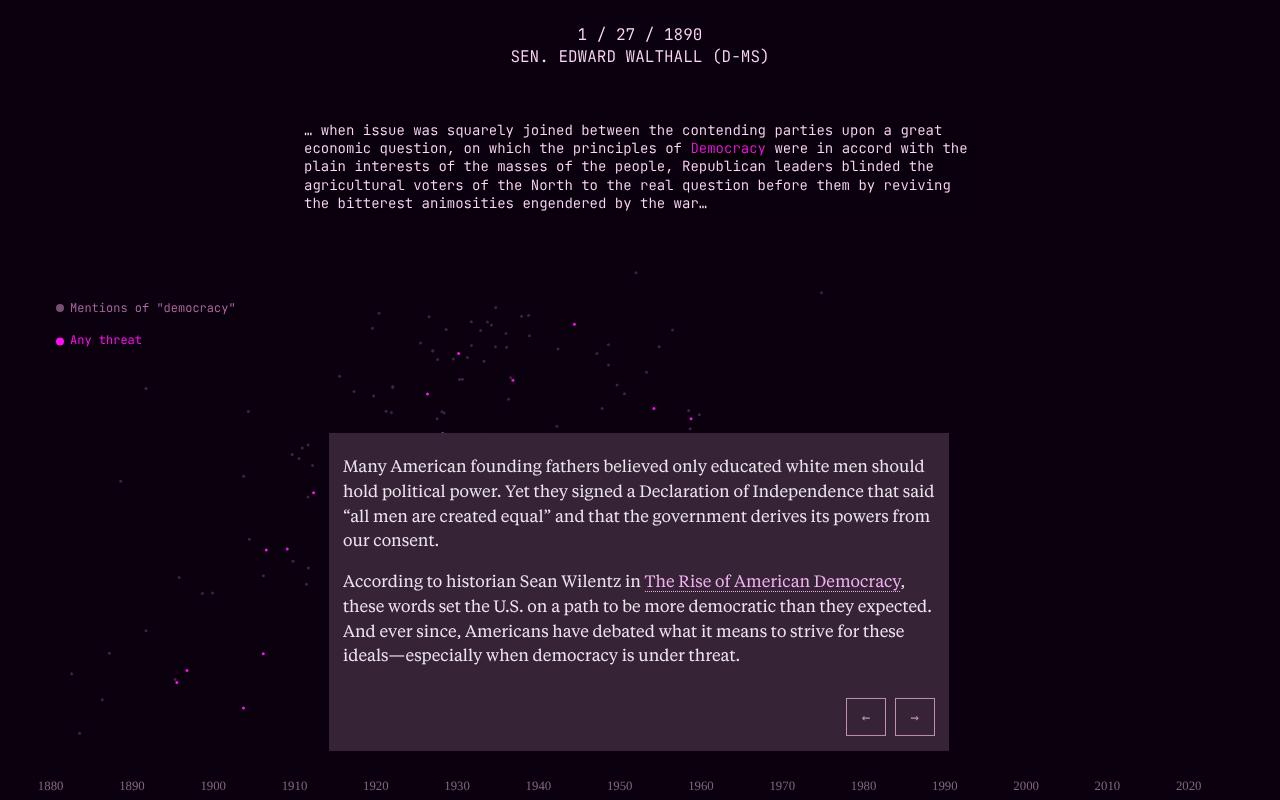 1 / 27 / 1890
SEN. EDWARD WALTHALL (D-MS)
… when issue was squarely joined between the contending parties upon a great
economic question, on which the principles of Democracy were in accord with the
plain interests of the masses of the people, Republican leaders blinded the
agricultural voters of the North to the real question before them by reviving
the bitterest animosities engendered by the war…
Mentions of "democracy"
Any threat
Many American founding fathers believed only educated white men should
hold political power. Yet they signed a Declaration of Independence that said
“all men are created equal” and that the government derives its powers from
our consent.
According to historian Sean Wilentz in The Rise of American Democracy,
these words set the U.S. on a path to be more democratic than they expected.
And ever since, Americans have debated what it means to strive for these
ideals—especially when democracy is under threat.
← →
1880 1890 1900 1910 1920 1930 1940 1950 1960 1970 1980 1990 2000 2010 2020